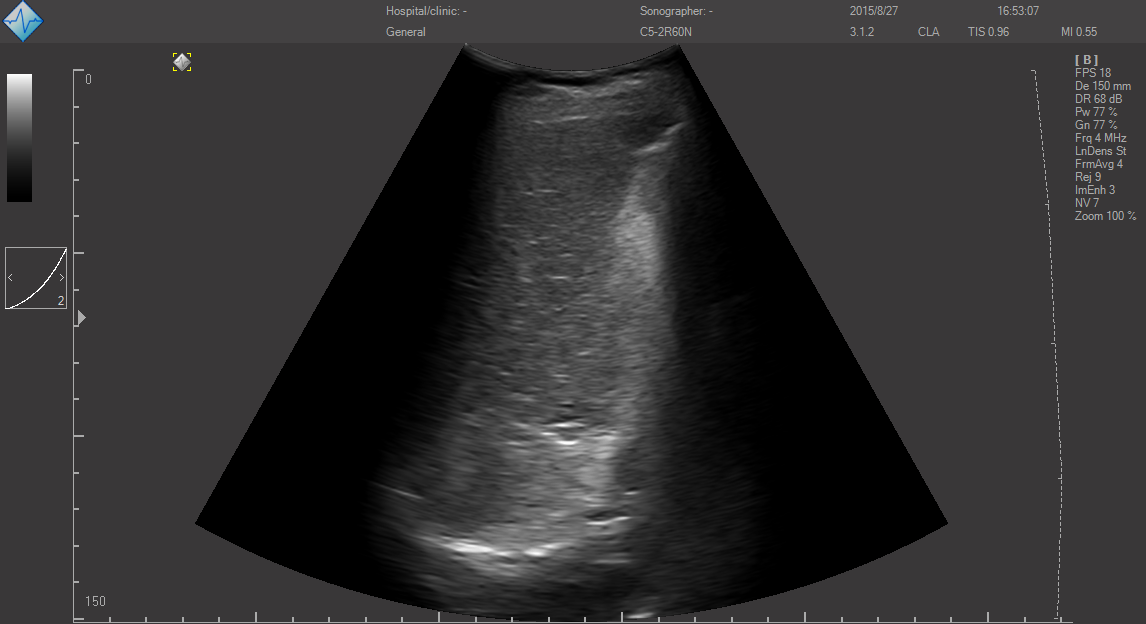 Hospital/clinic: -
Sonographer: -
2015/8/27
16:53:07
General
C5-2R60N
3.1.2
CLA
TIS 0.96
MI 0.55
[ B ]
FPS 18
De 150 mm
DR 68 dB
Pw 77 %
Gn 77 %
Frq 4 MHz
LnDens St
FrmAvg 4
Rej 9
ImEnh 3
NV 7
Zoom 100 %
0
2
150